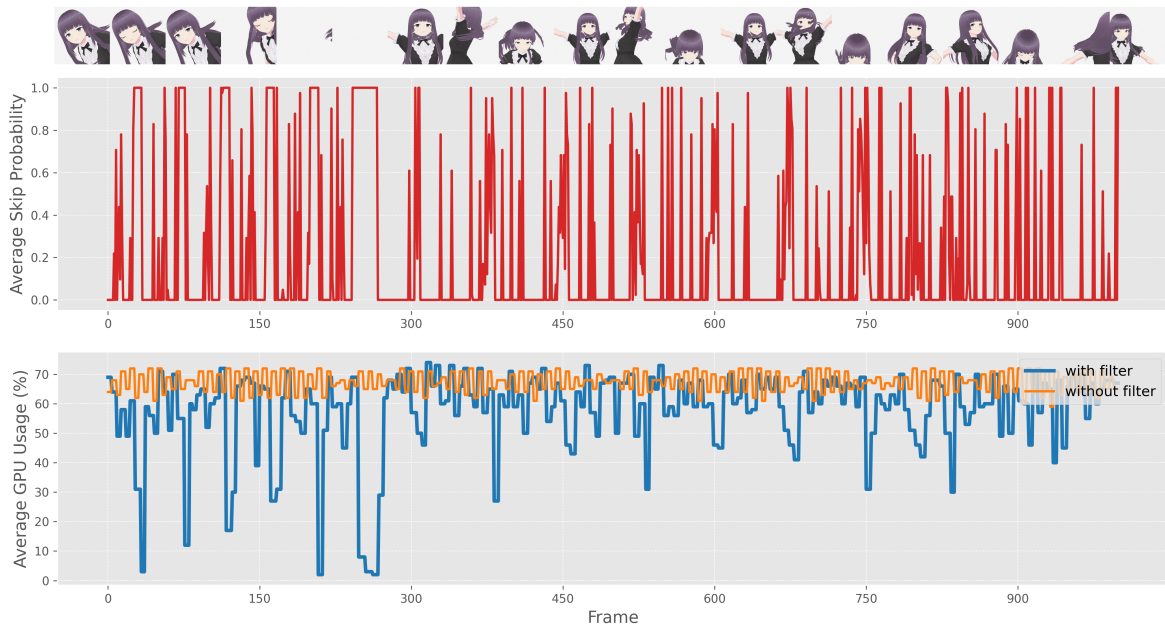 Average Skip Probability
1.0
0.8
0.6
0.4
0.2
0.0
0 150 300 450 600 750 900
Average GPU Usage (%)
70
60
50
40
30
20
10
0
with filter
without filter
0 150 300 450 600 750 900
Frame